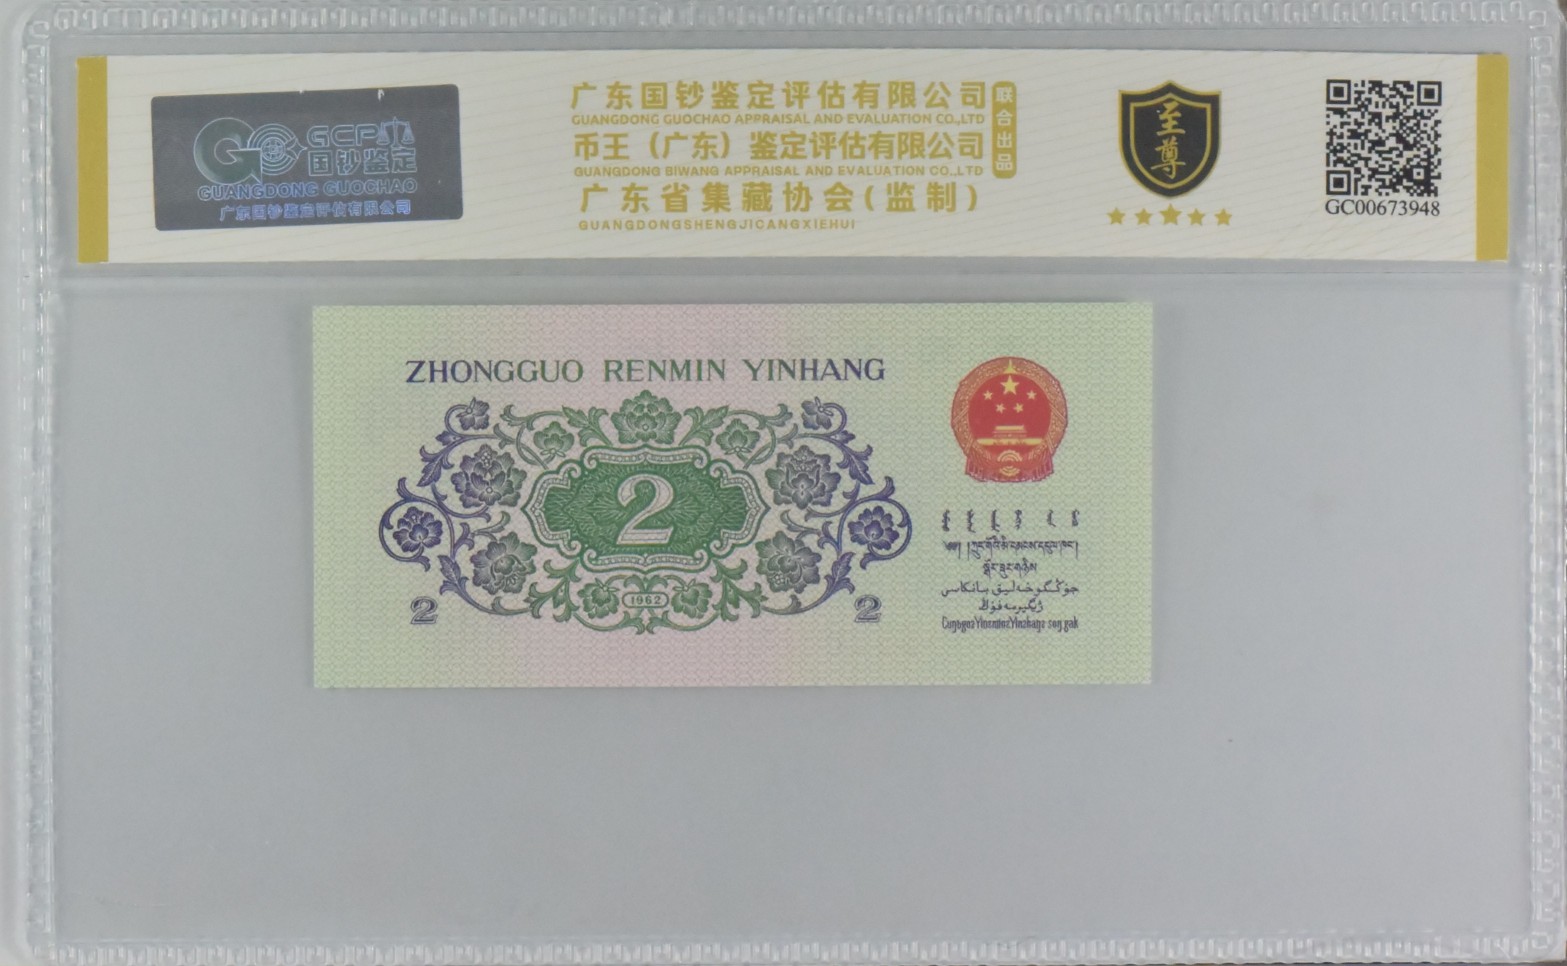 GCP
国钞鉴定
GUANGDONG GUOCHAO
广东国钞鉴定评估有限公司
广东国钞鉴定评估有限公司
GUANGDONG GUOCHAO APPRAISAL AND EVALUATION CO.,LTD
币王（广东）鉴定评估有限公司
GUANGDONG BIWANG APPRAISAL AND EVALUATION CO.,LTD
联合出品
广东省集藏协会(监制)
GUANGDONGSHENGJICANGXIEHUI
至尊
GC00673948
ZHONGGUO RENMIN YINHANG
2
1962
2
2